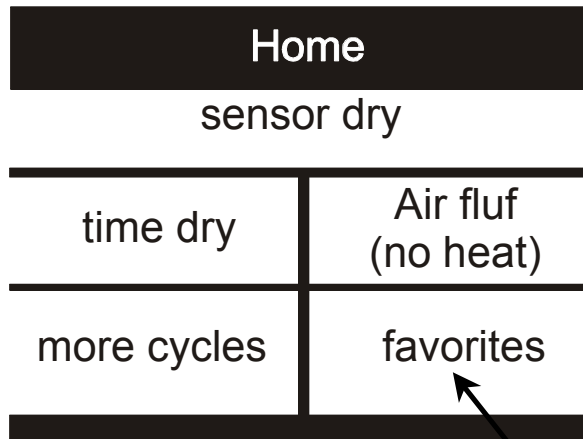 Home
sensor dry
time dry
Air fluf
(no heat)
more cycles
favorites